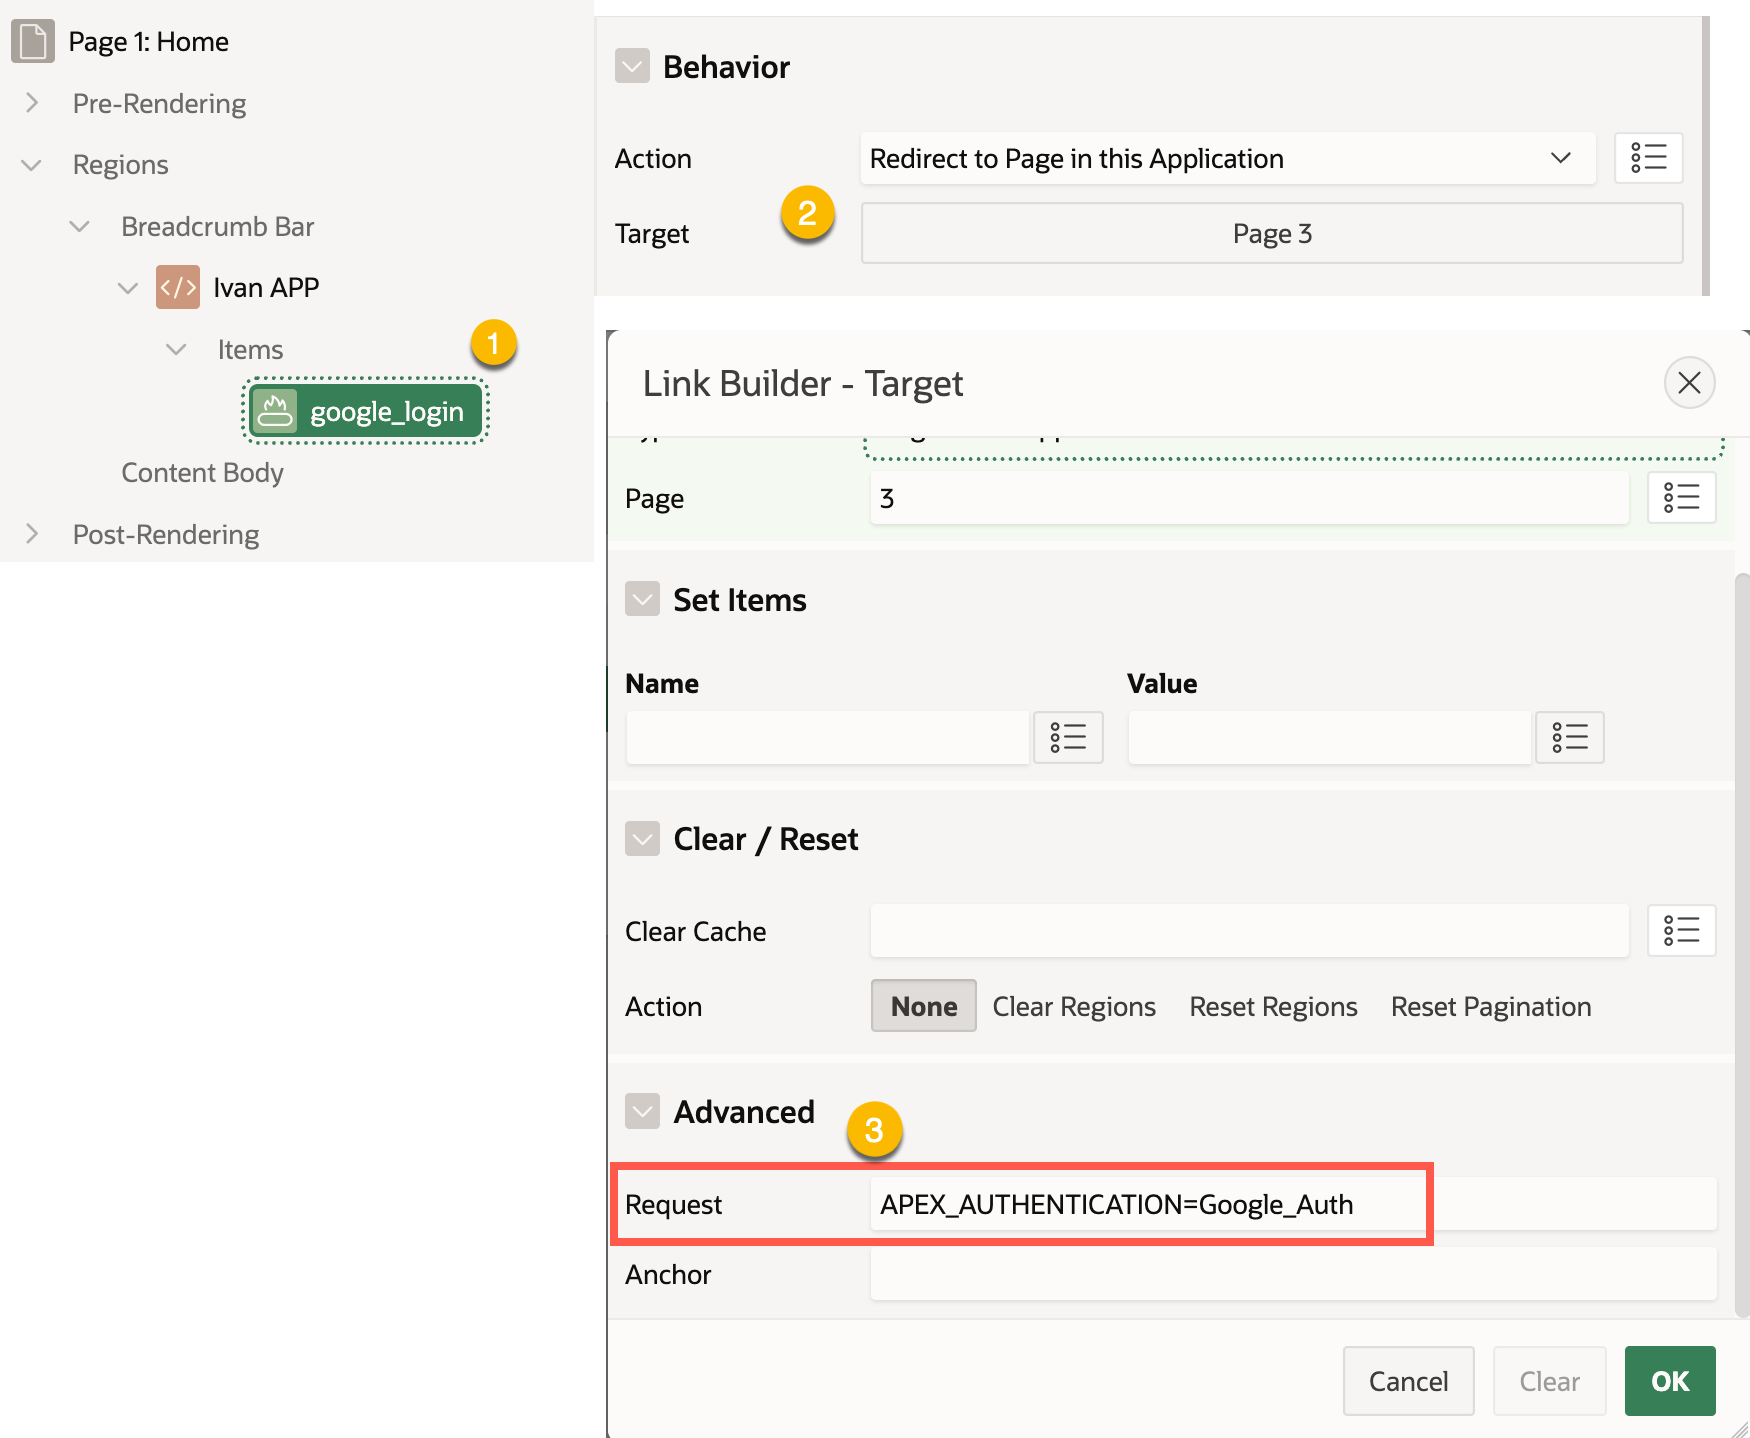 Page 1: Home
Pre-Rendering
Regions
Breadcrumb Bar
</> Ivan APP
Items
1
google_login
Content Body
Post-Rendering
Behavior
Action Redirect to Page in this Application
2
Target Page 3
Link Builder - Target
Page 3
Set Items
Name Value
Clear / Reset
Clear Cache
Action None Clear Regions Reset Regions Reset Pagination
Advanced
3
Request APEX_AUTHENTICATION=Google_Auth
Anchor
Cancel Clear OK